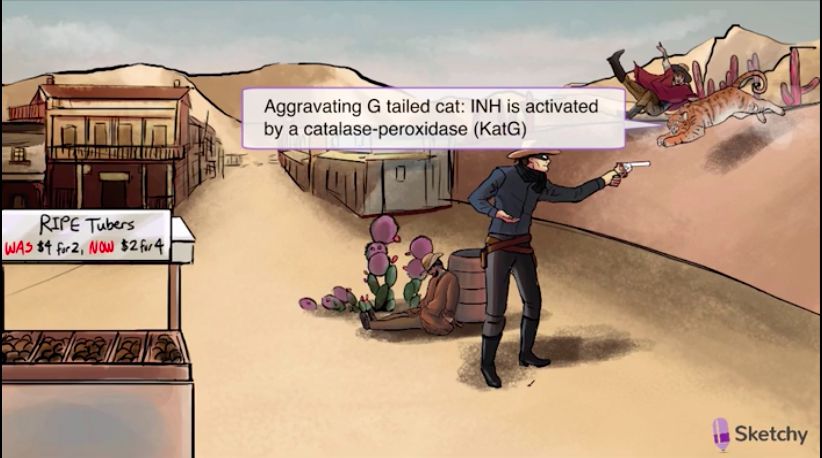 Aggravating G tailed cat: INH is activated
by a catalase-peroxidase (KatG)
RIPE Tubers
WAS $4 for 2, NOW $2 for 4
Sketchy